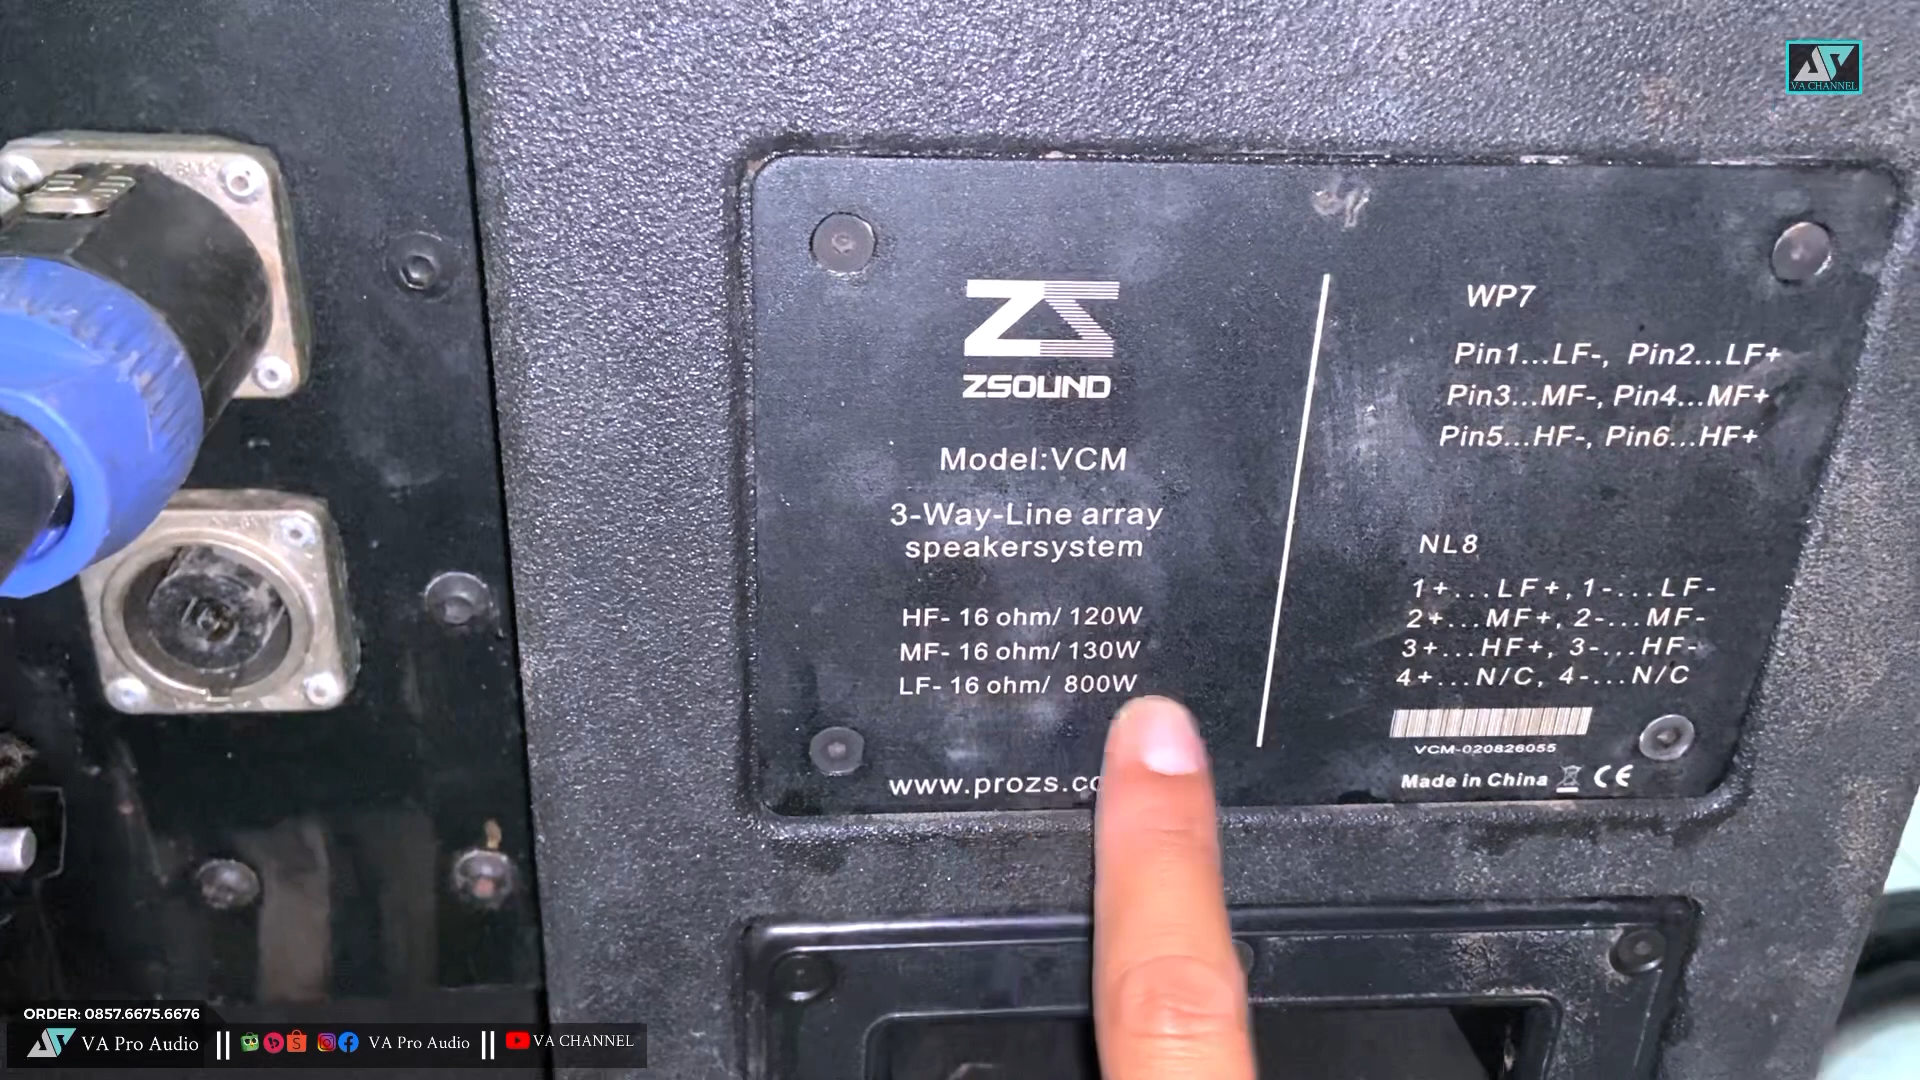 VA CHANNEL
ZSOUND
Model:VCM
3-Way-Line array
speakersystem
HF- 16 ohm/ 120W
MF- 16 ohm/ 130W
LF- 16 ohm/ 800W
WP7
Pin1...LF-, Pin2...LF+
Pin3...MF-, Pin4...MF+
Pin5...HF-, Pin6...HF+
NL8
1+...LF+, 1-...LF-
2+...MF+, 2-...MF-
3+...HF+, 3-...HF-
4+...N/C, 4-...N/C
VCM-020826055
Made in China CE
ORDER: 0857.6675.6676
VA Pro Audio || VA Pro Audio || VA CHANNEL